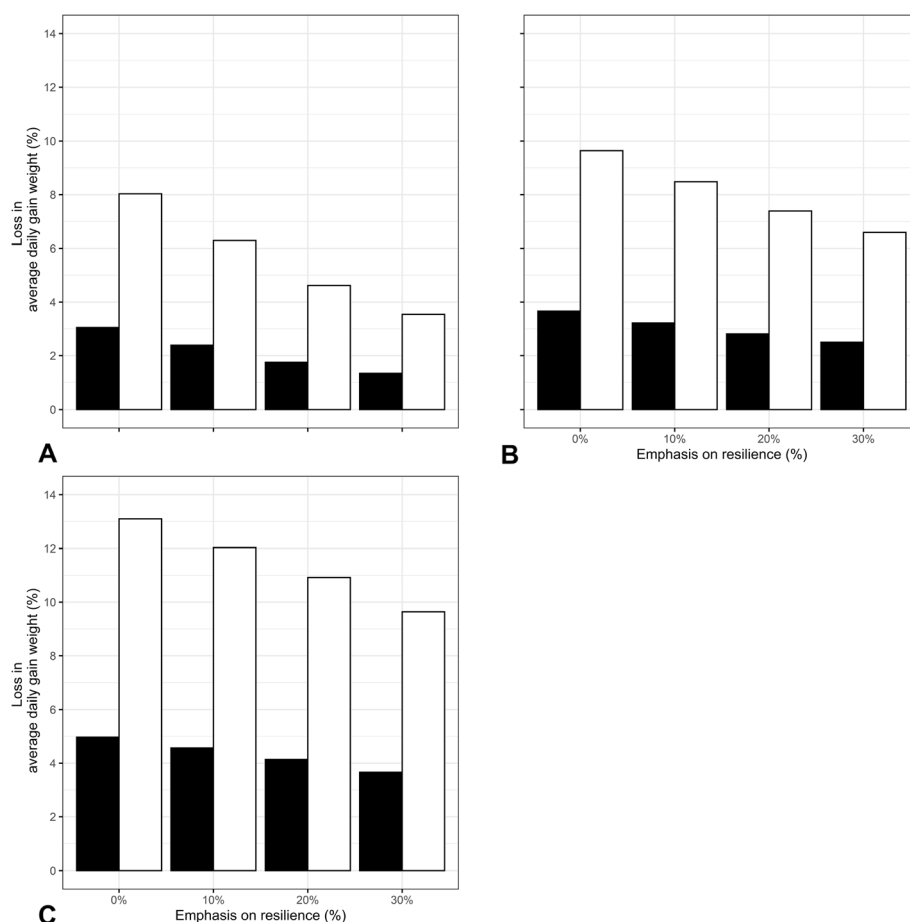 14
12
10
8
6
4
2
0
Loss in
average daily gain weight (%)
A
0% 10% 20% 30%
Emphasis on resilience (%)
B
14
12
10
8
6
4
2
0
Loss in
average daily gain weight (%)
0% 10% 20% 30%
Emphasis on resilience (%)
C